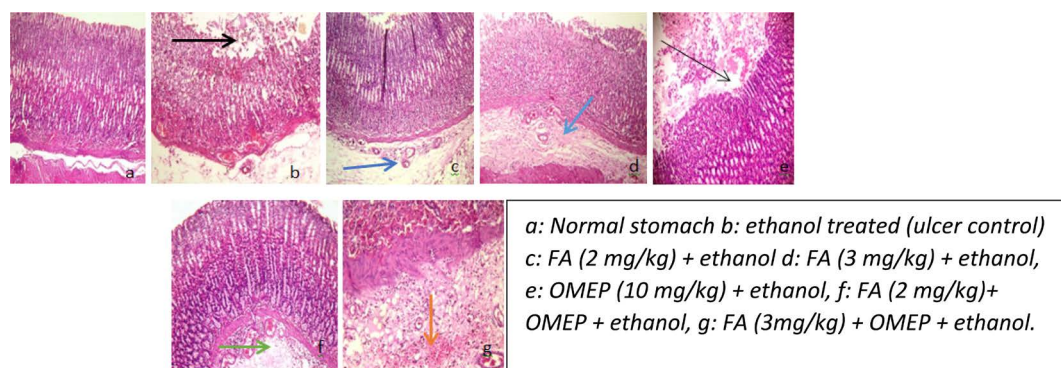 a
b
c
d
e
f
g
a: Normal stomach b: ethanol treated (ulcer control)
c: FA (2 mg/kg) + ethanol d: FA (3 mg/kg) + ethanol,
e: OMEP (10 mg/kg) + ethanol, f: FA (2 mg/kg)+
OMEP + ethanol, g: FA (3mg/kg) + OMEP + ethanol.